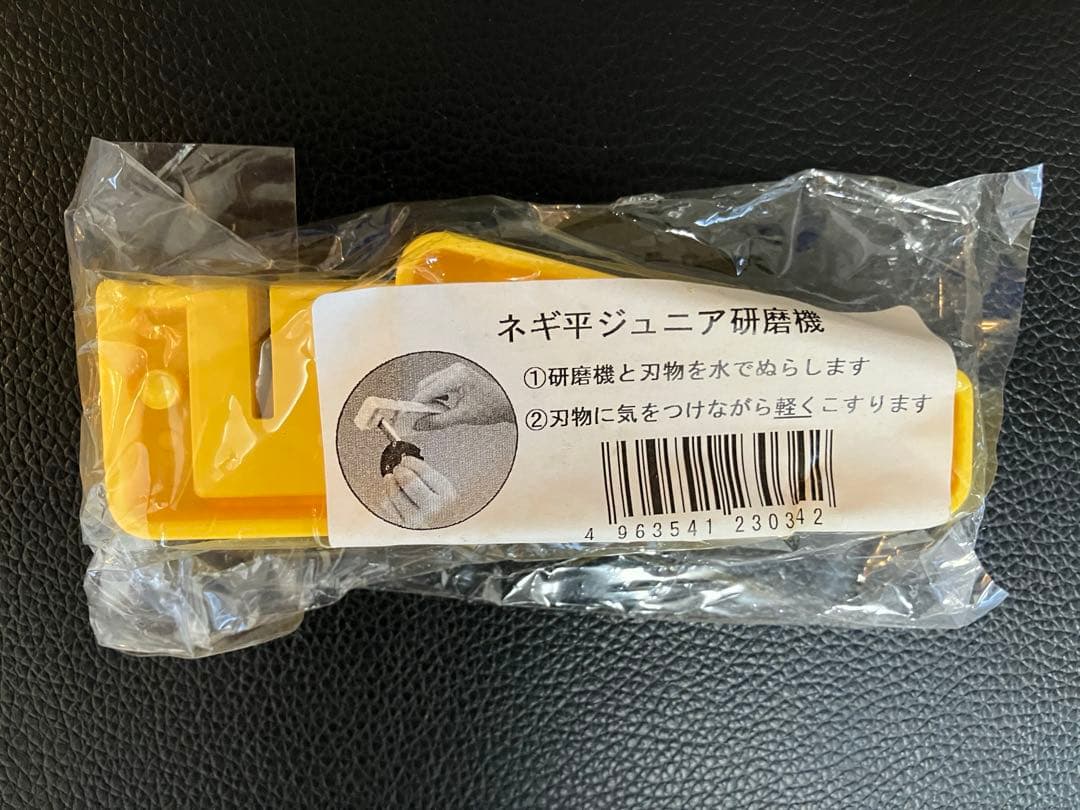 ネギ平ジュニア研磨機
①研磨機と刃物を水でぬらします
②刃物に気をつけながら軽くこすります
4 963541 230342